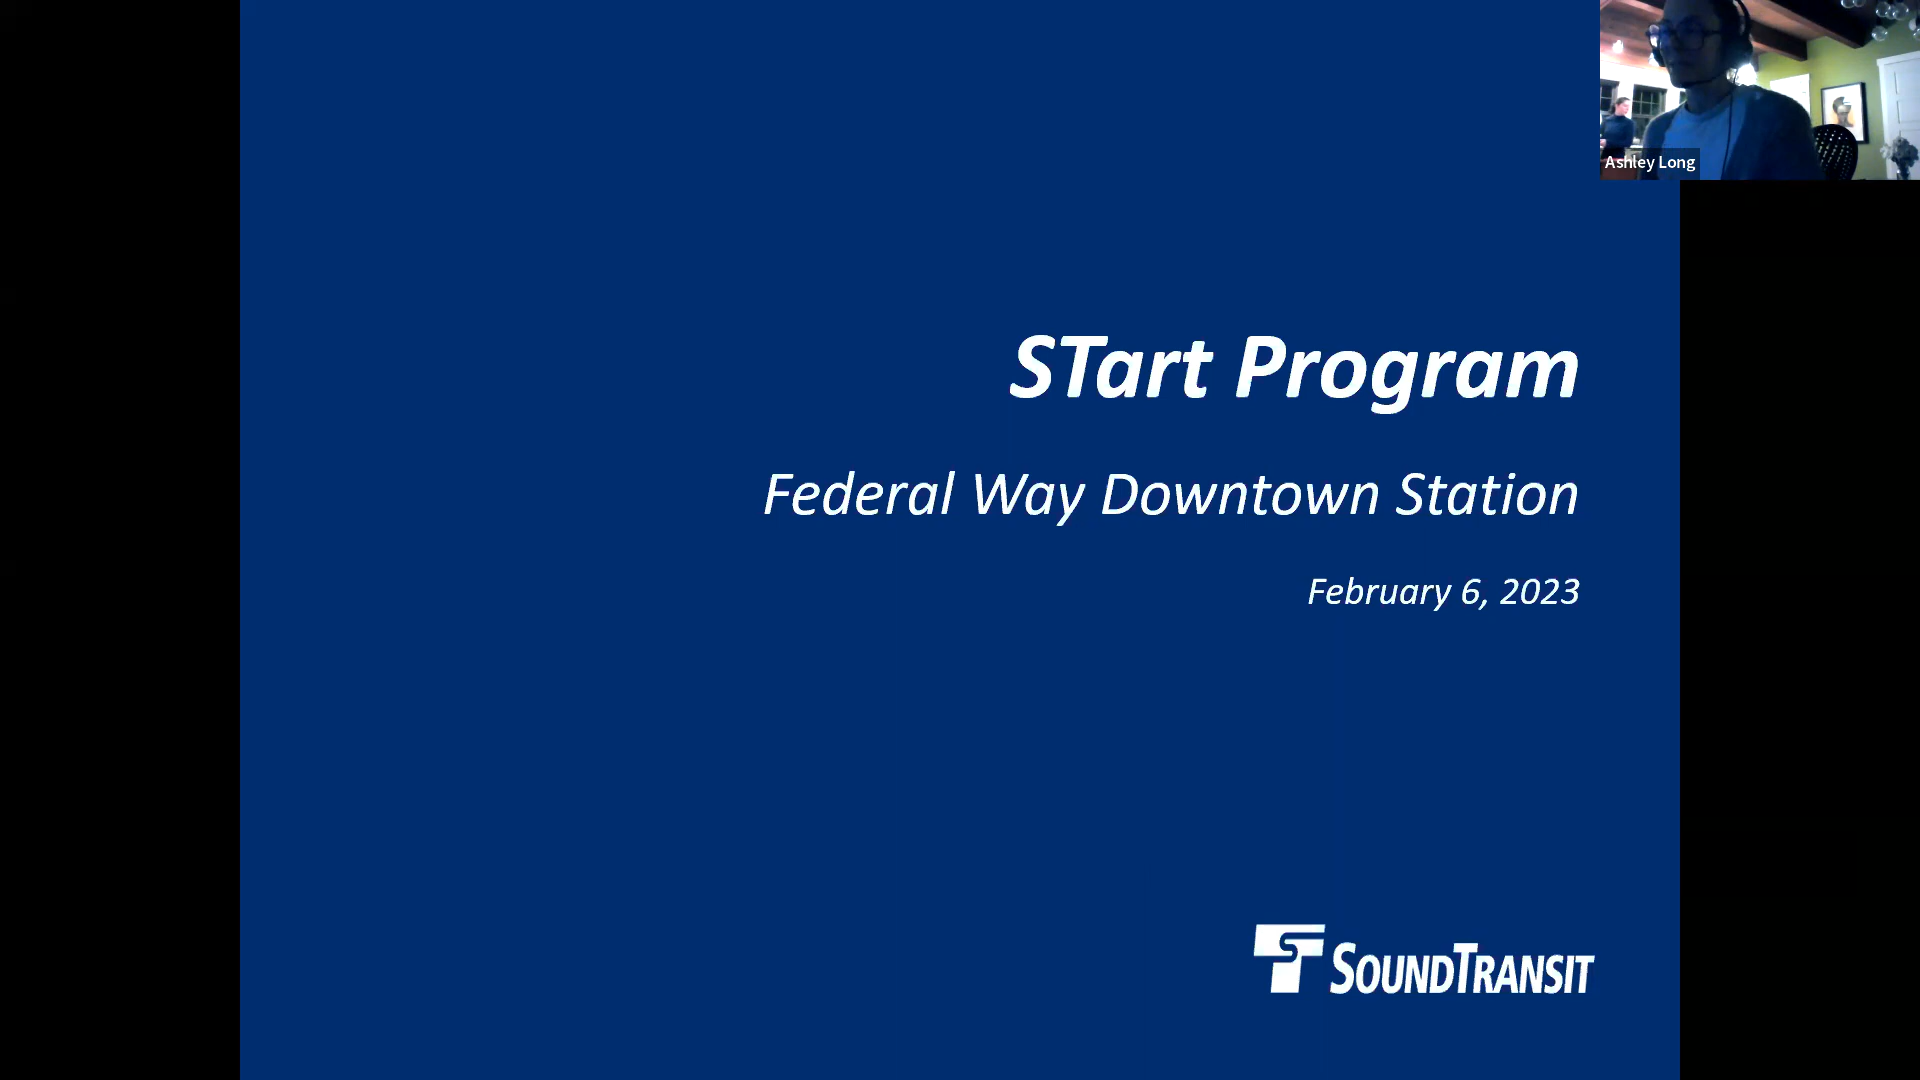 Ashley Long
STart Program
Federal Way Downtown Station
February 6, 2023
SOUNDTRANSIT